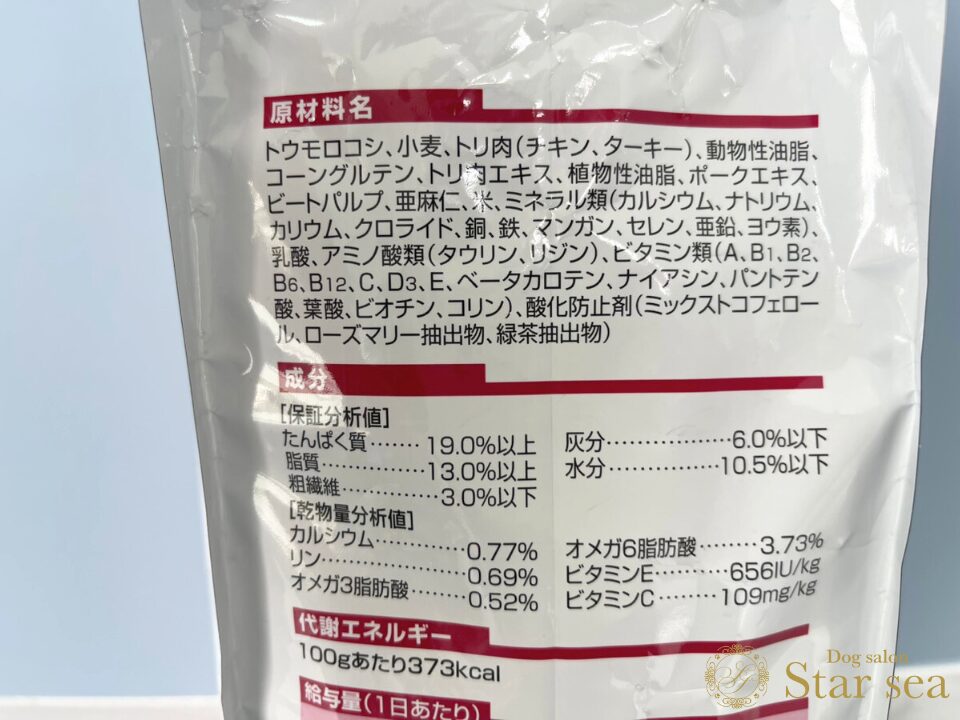 原材料名
トウモロコシ、小麦、トリ肉(チキン、ターキー)、動物性油脂、
コーングルテン、トリ肉エキス、植物性油脂、ポークエキス、
ビートパルプ、亜麻仁、米、ミネラル類(カルシウム、ナトリウム、
カリウム、クロライド、銅、鉄、マンガン、セレン、亜鉛、ヨウ素)、
乳酸、アミノ酸類(タウリン、リジン)、ビタミン類(A、B1、B2、
B6、B12、C、D3、E、ベータカロテン、ナイアシン、パントテン
酸、葉酸、ビオチン、コリン)、酸化防止剤(ミックストコフェロー
ル、ローズマリー抽出物、緑茶抽出物)
成分
[保証分析値]
たんぱく質……19.0%以上 灰分……………6.0%以下
脂質……………13.0%以上 水分……………10.5%以下
粗繊維…………3.0%以下
[乾物量分析値]
カルシウム………0.77% オメガ6脂肪酸……3.73%
リン………………0.69% ビタミンE………656IU/kg
オメガ3脂肪酸……0.52% ビタミンC………109mg/kg
代謝エネルギー
100gあたり373kcal
給与量(1日あたり)
Dog salon
Star sea